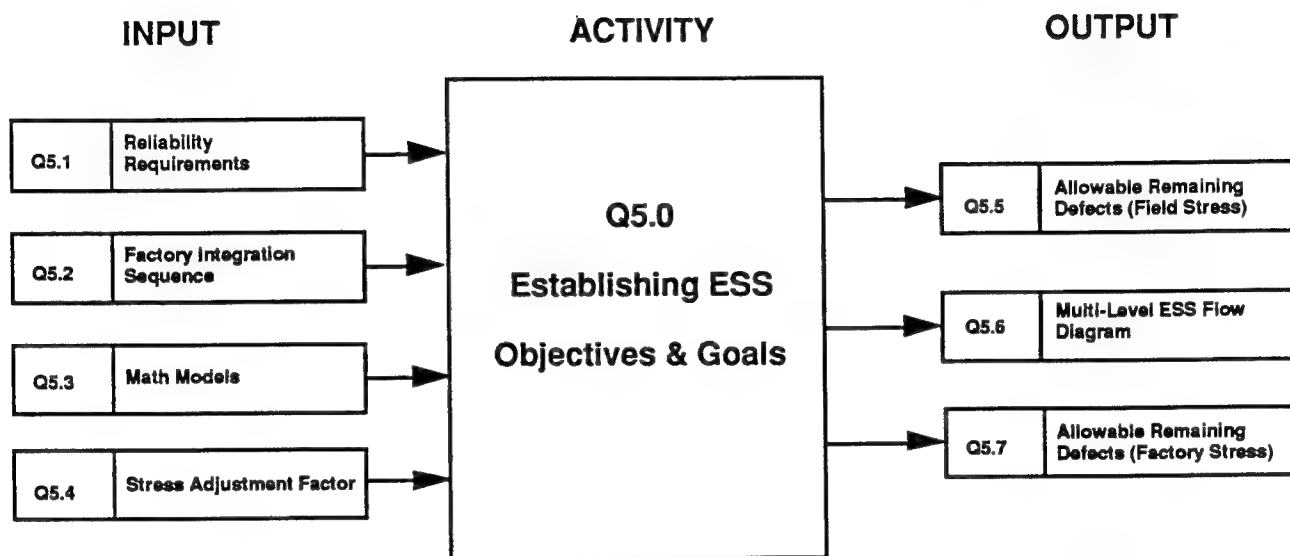 INPUT
ACTIVITY
OUTPUT
Q5.1
Reliability
Requirements
Q5.2
Factory Integration
Sequence
Q5.3
Math Models
Q5.4
Stress Adjustment Factor
Q5.0
Establishing ESS
Objectives & Goals
Q5.5
Allowable Remaining
Defects (Field Stress)
Q5.6
Multi-Level ESS Flow
Diagram
Q5.7
Allowable Remaining
Defects (Factory Stress)